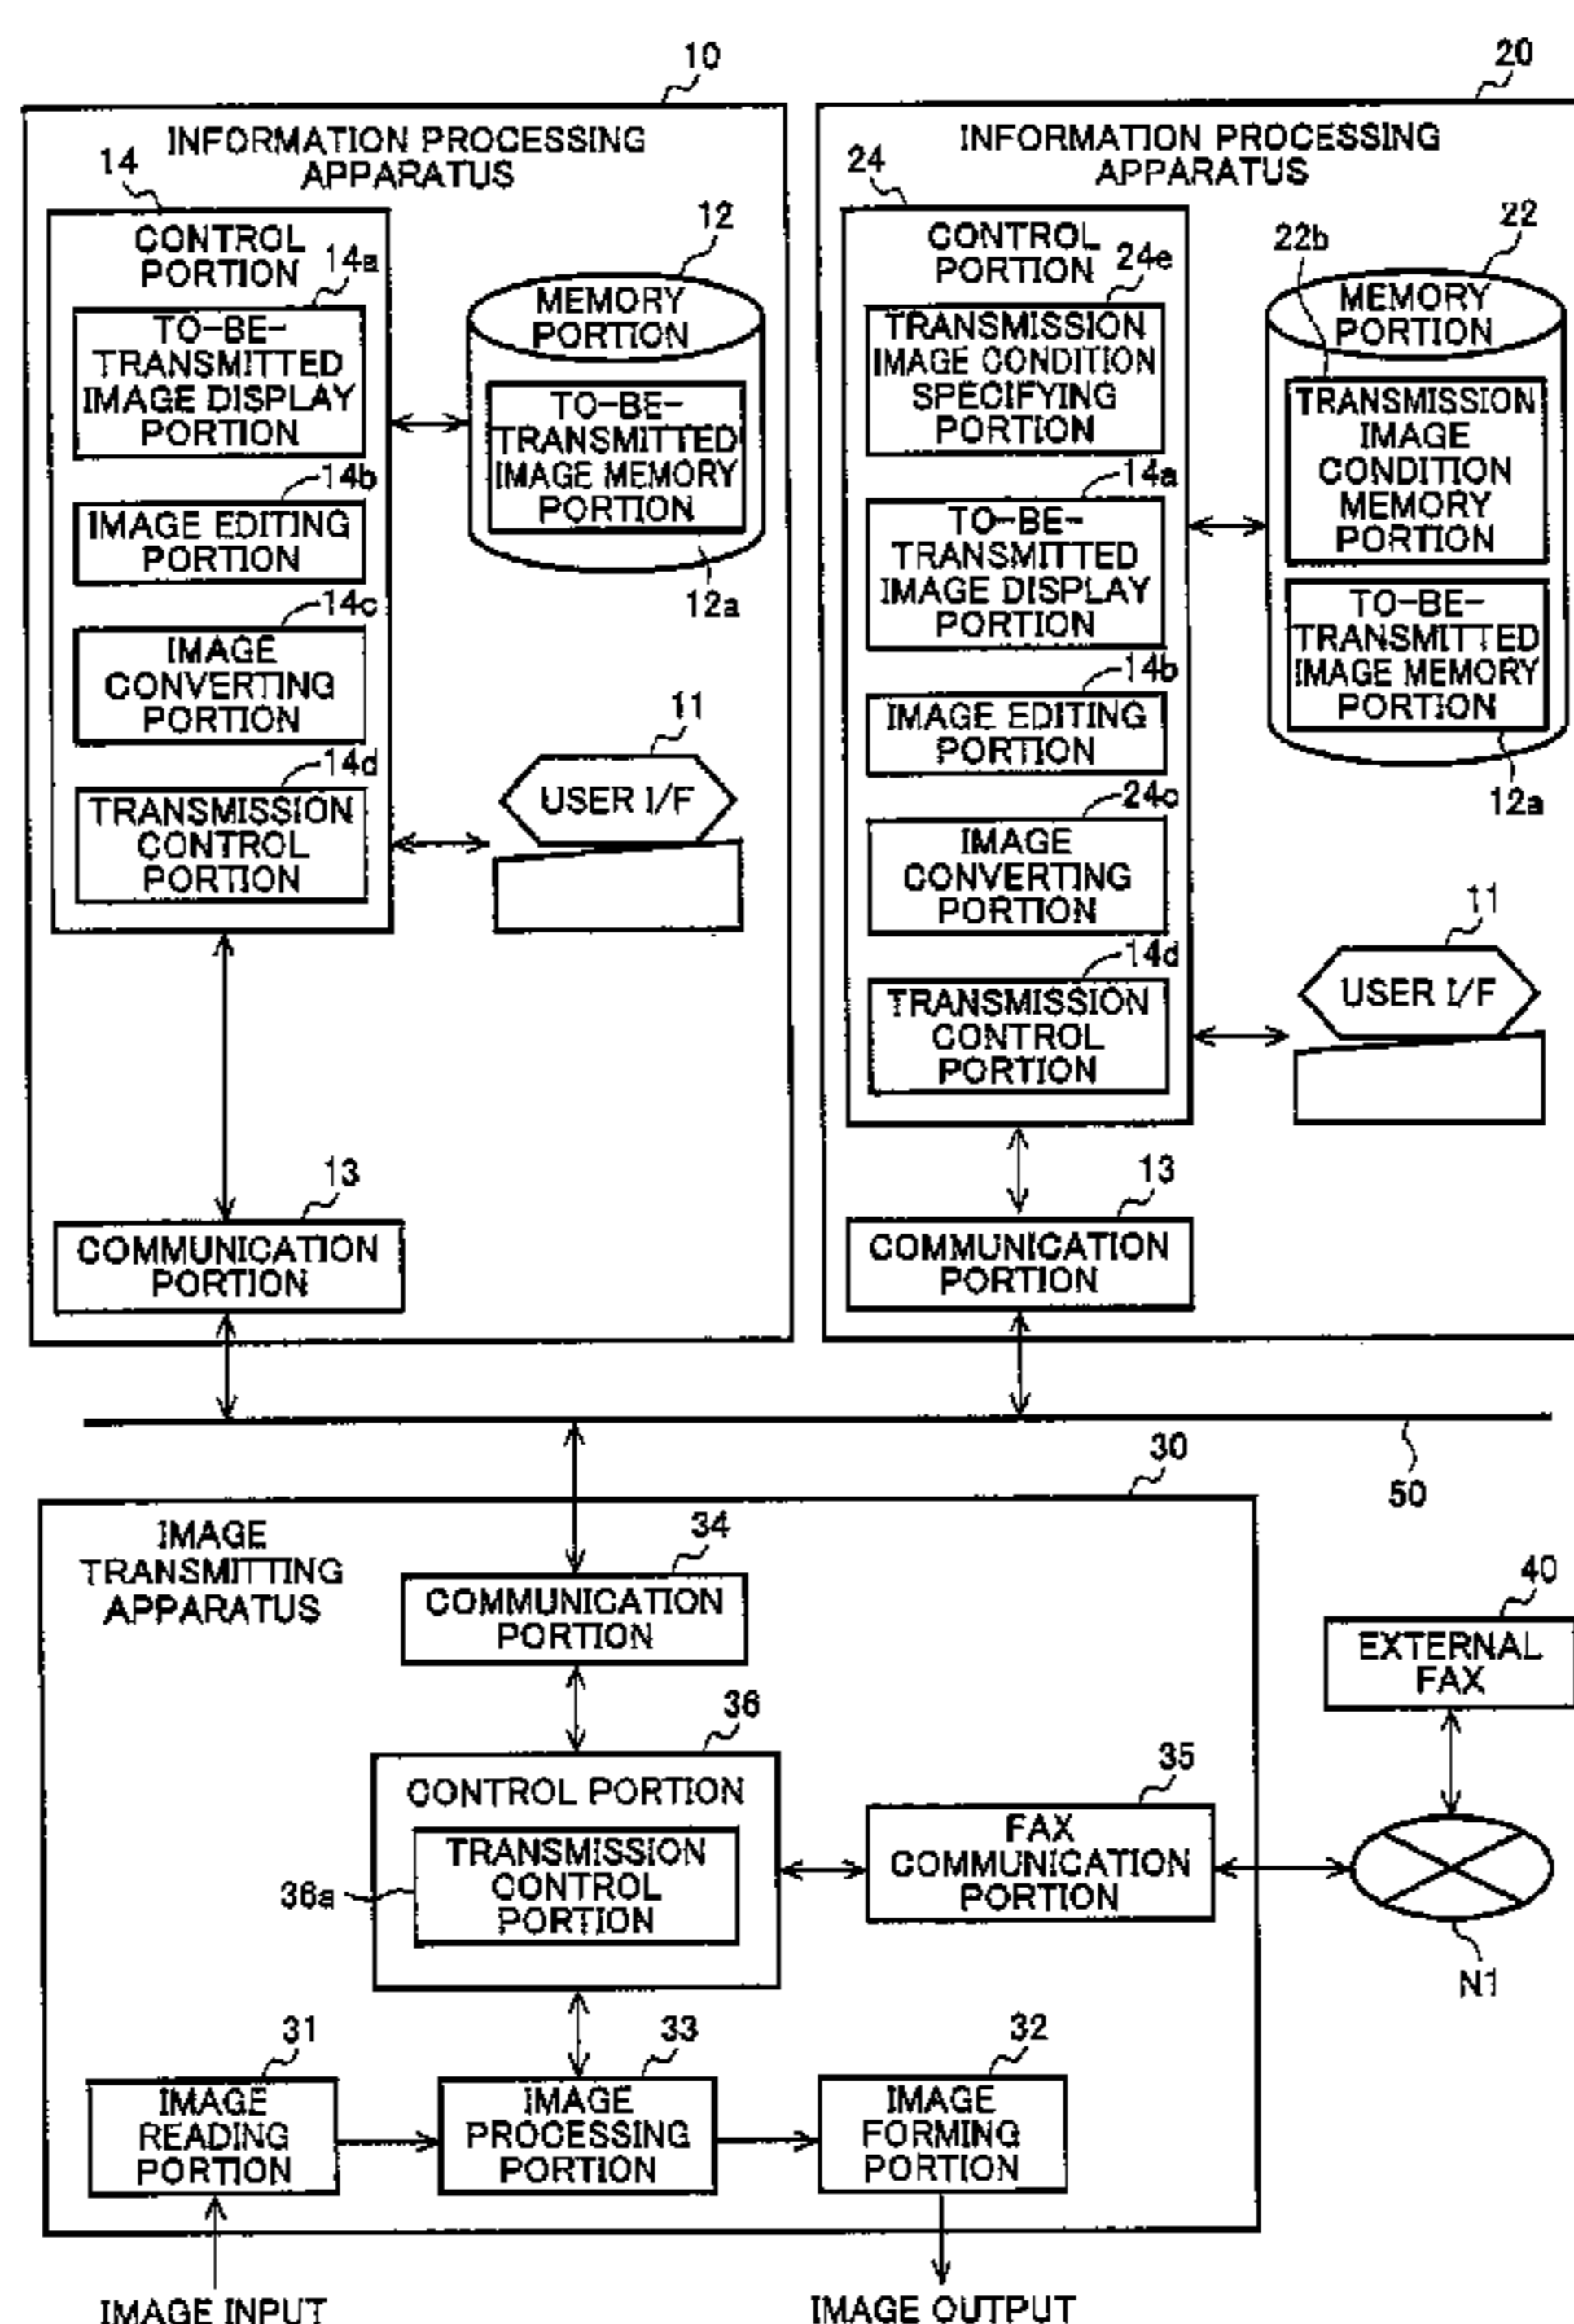 10
INFORMATION PROCESSING
APPARATUS
14
CONTROL
PORTION
14a
TO-BE-
TRANSMITTED
IMAGE DISPLAY
PORTION
14b
IMAGE EDITING
PORTION
14c
IMAGE
CONVERTING
PORTION
14d
TRANSMISSION
CONTROL
PORTION
12
MEMORY
PORTION
TO-BE-
TRANSMITTED
IMAGE MEMORY
PORTION
12a
11
USER I/F
13
COMMUNICATION
PORTION
20
INFORMATION PROCESSING
APPARATUS
24
CONTROL
PORTION
24e
TRANSMISSION
IMAGE CONDITION
SPECIFYING
PORTION
14a
TO-BE-
TRANSMITTED
IMAGE DISPLAY
PORTION
14b
IMAGE EDITING
PORTION
24c
IMAGE
CONVERTING
PORTION
14d
TRANSMISSION
CONTROL
PORTION
22
22b
MEMORY
PORTION
TRANSMISSION
IMAGE
CONDITION
MEMORY
PORTION
TO-BE-
TRANSMITTED
IMAGE MEMORY
PORTION
12a
11
USER I/F
13
COMMUNICATION
PORTION
50
30
IMAGE
TRANSMITTING
APPARATUS
34
COMMUNICATION
PORTION
36
CONTROL PORTION
36a
TRANSMISSION
CONTROL
PORTION
35
FAX
COMMUNICATION
PORTION
40
EXTERNAL
FAX
N1
31
IMAGE
READING
PORTION
33
IMAGE
PROCESSING
PORTION
32
IMAGE
FORMING
PORTION
IMAGE INPUT
IMAGE OUTPUT